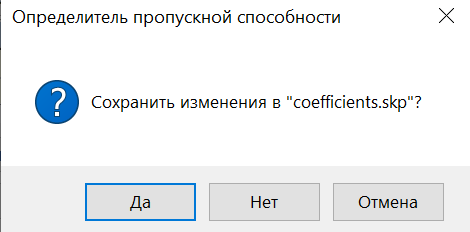 Определитель пропускной способности
Сохранить изменения в "coefficients.skp"?
Да
Нет
Отмена